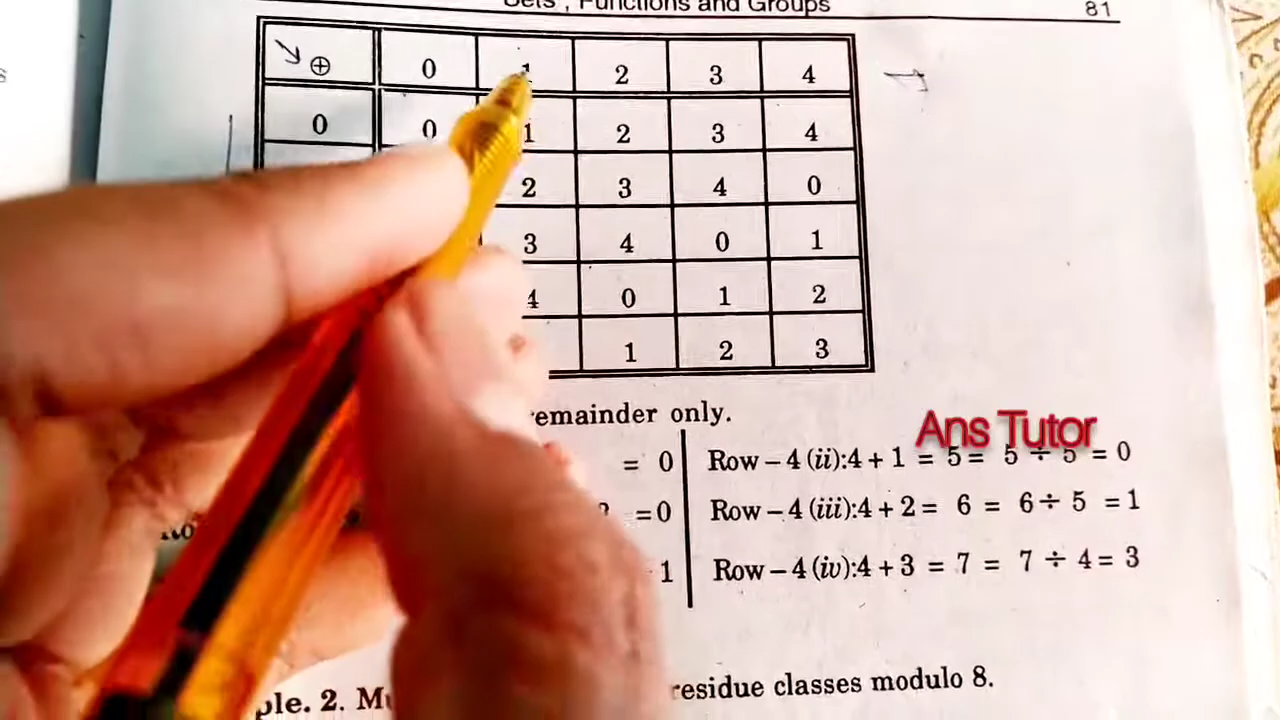 Sets , Functions and Groups 81
⊕ 0 1 2 3 4
0 0 1 2 3 4
2 3 4 0
3 4 0 1
4 0 1 2
1 2 3
remainder only.
Ans Tutor
= 0 Row – 4 (ii):4 + 1 = 5 = 5 ÷ 5 = 0
= 0 Row – 4 (iii):4 + 2 = 6 = 6 ÷ 5 = 1
1 Row – 4 (iv):4 + 3 = 7 = 7 ÷ 4 = 3
ple. 2. residue classes modulo 8.